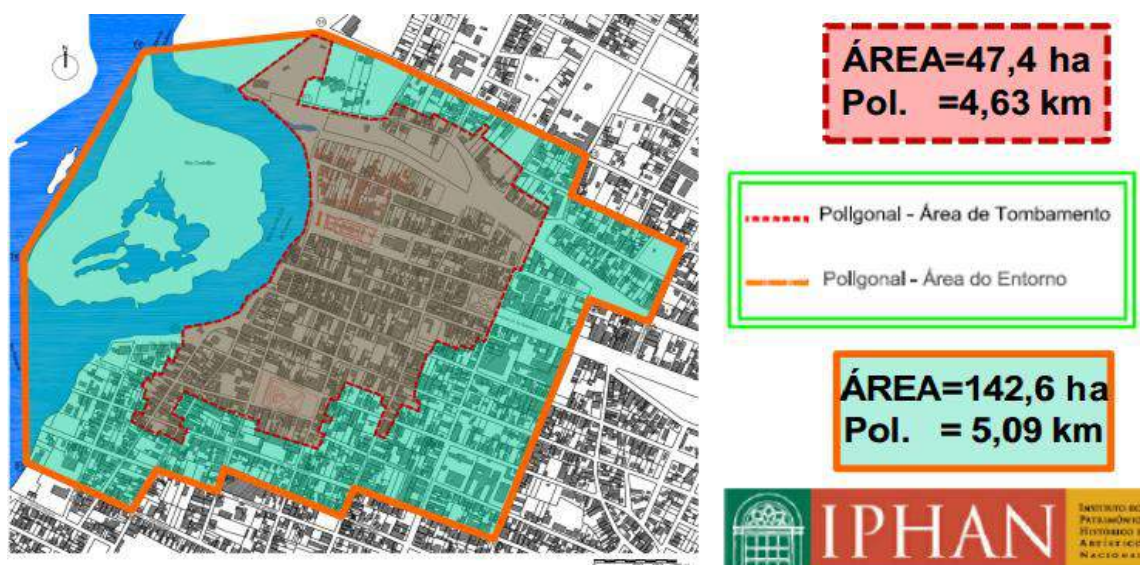 ÁREA=47,4 ha
Pol. =4,63 km
Poligonal - Área de Tombamento
Poligonal - Área do Entorno
ÁREA=142,6 ha
Pol. = 5,09 km
IPHAN
INSTITUTO DO
PATRIMÔNIO
HISTÓRICO E
ARTÍSTICO
NACIONAL